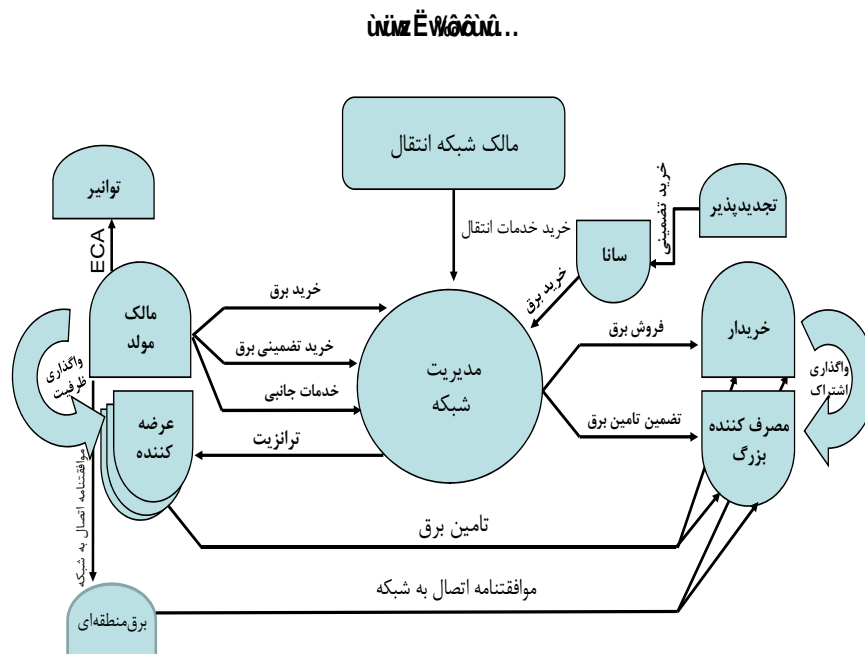 مالک شبکه انتقال
توانیر
تجدیدپذیر
خرید تضمینی
سانا
خرید خدمات انتقال
ECA
خرید برق
مالک
مولد
خرید برق
خریدار
فروش برق
واگذاری
ظرفیت
خرید تضمینی برق
مدیریت
شبکه
واگذاری
اشتراک
خدمات جانبی
عرضه
کننده
ترانزیت
تضمین تامین برق
مصرف کننده
بزرگ
موافقتنامه اتصال به شبکه
تامین برق
موافقتنامه اتصال به شبکه
برق‌منطقه‌ای